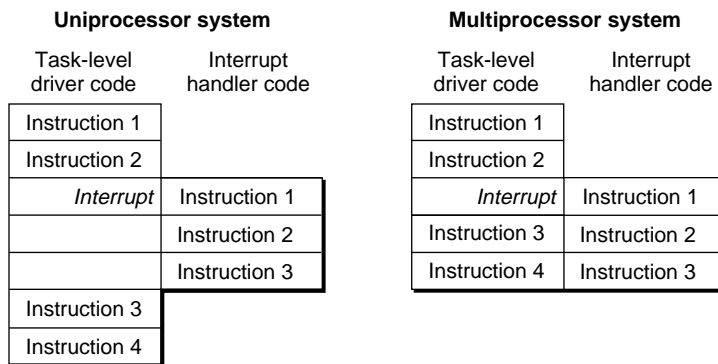 Uniprocessor system
Task-level
driver code
Interrupt
handler code
Instruction 1
Instruction 2
Interrupt Instruction 1
Instruction 2
Instruction 3
Instruction 3
Instruction 4
Multiprocessor system
Task-level
driver code
Interrupt
handler code
Instruction 1
Instruction 2
Interrupt Instruction 1
Instruction 3 Instruction 2
Instruction 4 Instruction 3